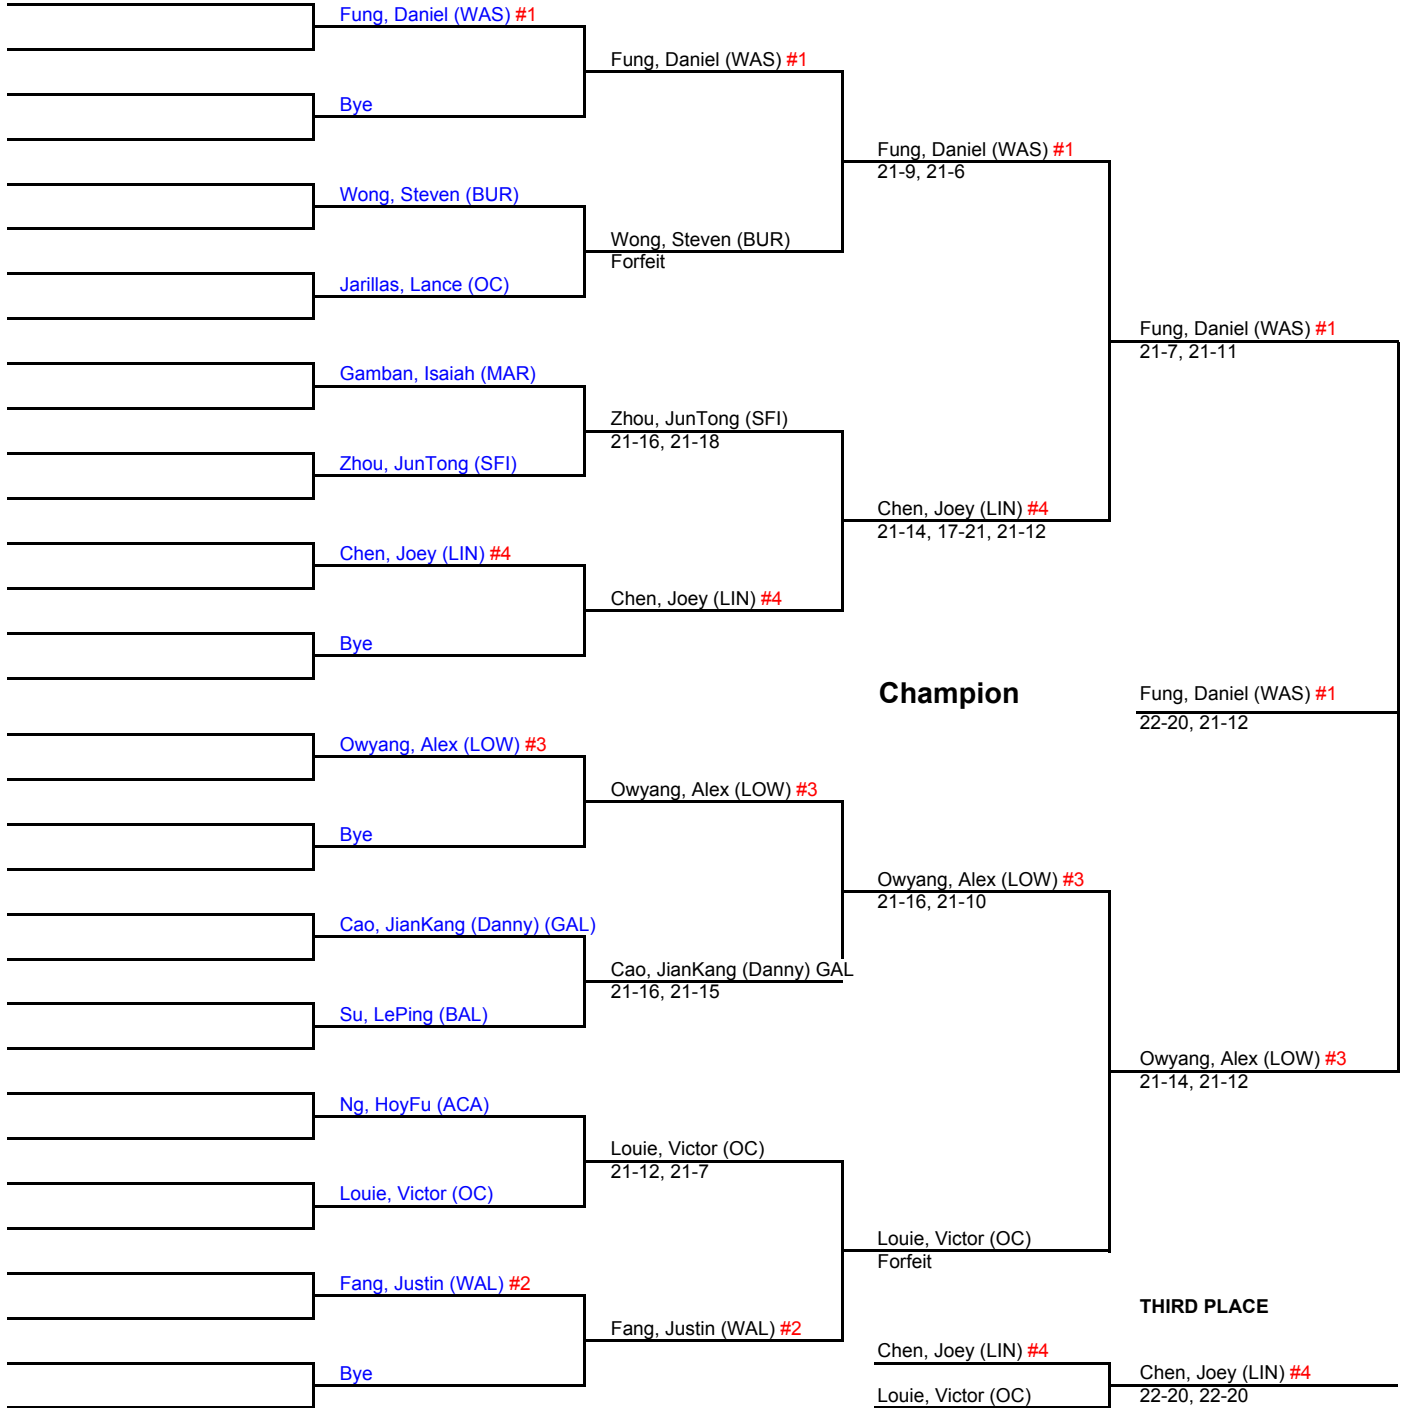 Fung, Daniel (WAS) #1
Bye
Wong, Steven (BUR)
Jarillas, Lance (OC)
Gamban, Isaiah (MAR)
Zhou, JunTong (SFI)
Chen, Joey (LIN) #4
Bye
Owyang, Alex (LOW) #3
Bye
Cao, JianKang (Danny) (GAL)
Su, LePing (BAL)
Ng, HoyFu (ACA)
Louie, Victor (OC)
Fang, Justin (WAL) #2
Bye
Fung, Daniel (WAS) #1
Wong, Steven (BUR)
Forfeit
Zhou, JunTong (SFI)
21-16, 21-18
Chen, Joey (LIN) #4
Owyang, Alex (LOW) #3
Cao, JianKang (Danny) GAL
21-16, 21-15
Louie, Victor (OC)
21-12, 21-7
Fang, Justin (WAL) #2
Fung, Daniel (WAS) #1
21-9, 21-6
Chen, Joey (LIN) #4
21-14, 17-21, 21-12
Owyang, Alex (LOW) #3
21-16, 21-10
Louie, Victor (OC)
Forfeit
Fung, Daniel (WAS) #1
21-7, 21-11
Owyang, Alex (LOW) #3
21-14, 21-12
Champion
Fung, Daniel (WAS) #1
22-20, 21-12
THIRD PLACE
Chen, Joey (LIN) #4
Louie, Victor (OC)
Chen, Joey (LIN) #4
22-20, 22-20